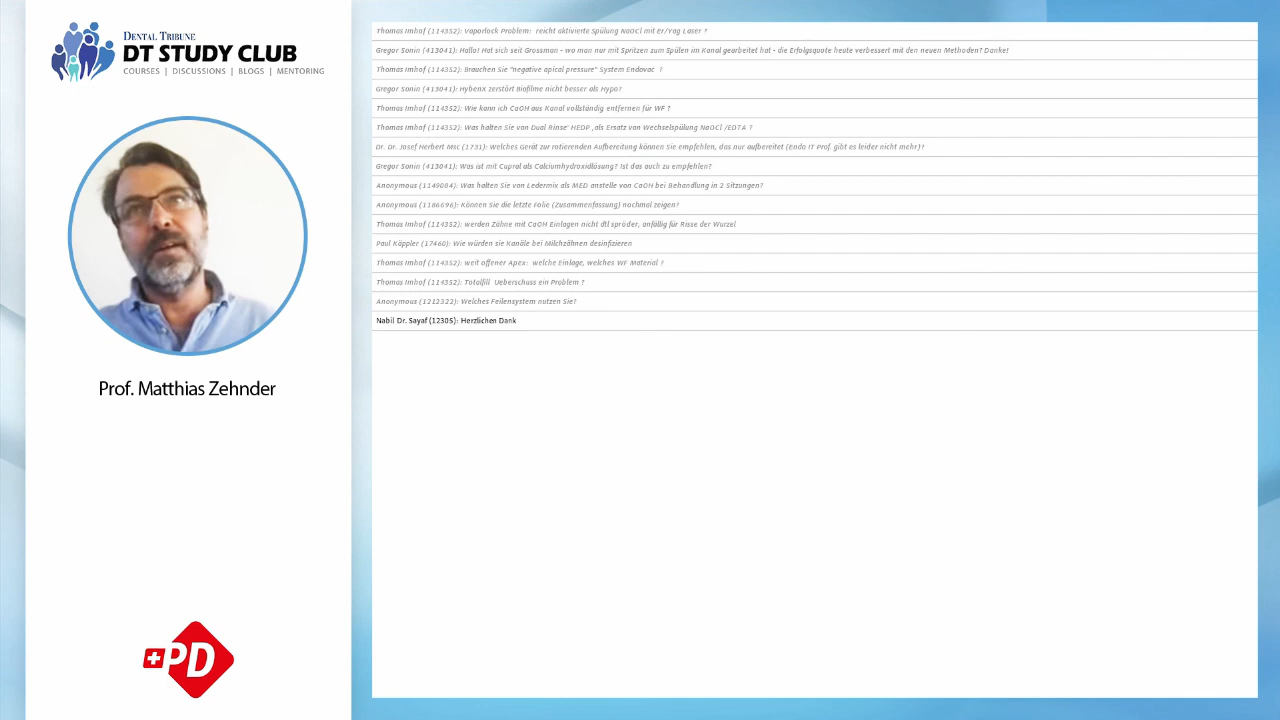 DENTAL TRIBUNE
DT STUDY CLUB
COURSES | DISCUSSIONS | BLOGS | MENTORING
Prof. Matthias Zehnder
+PD
Thomas Imhof (114352): Vaporlock Problem: reicht aktivierte Spülung NaOCl mit Er/Yag Laser ?
Gregor Sonin (413041): Hallo! Hat sich seit Grossman - wo man nur mit Spritzen zum Spülen im Kanal gearbeitet hat - die Erfolgsquote heute verbessert mit den neuen Methoden? Danke!
Thomas Imhof (114352): Brauchen Sie "negative apical pressure" System Endovac ?
Gregor Sonin (413041): HybenX zerstört Biofilme nicht besser als Hypo?
Thomas Imhof (114352): Wie kann ich CaOH aus Kanal vollständig entfernen für WF ?
Thomas Imhof (114352): Was halten Sie von Dual Rinse' HEDP ,als Ersatz von Wechselspülung NaOCl /EDTA ?
Dr. Dr. Josef Herbert Msc (1731): Welches Gerät zur rotierenden Aufbereitung können Sie empfehlen, das nur aufbereitet (Endo IT Prof. gibt es leider nicht mehr)?
Gregor Sonin (413041): Was ist mit Cupral als Calciumhydroxidlösung? Ist das auch zu empfehlen?
Anonymous (1149084): Was halten Sie von Ledermix als MED anstelle von CaOH bei Behandlung in 2 Sitzungen?
Anonymous (1186696): Können Sie die letzte Folie (Zusammenfassung) nochmal zeigen?
Thomas Imhof (114352): werden Zähne mit CaOH Einlagen nicht dtl spröder, anfällig für Risse der Wurzel
Paul Käppler (17460): Wie würden sie Kanäle bei Milchzähnen desinfizieren
Thomas Imhof (114352): weit offener Apex: welche Einlage, welches WF Material ?
Thomas Imhof (114352): Totalfill Ueberschuss ein Problem ?
Anonymous (1212322): Welches Feilensystem nutzen Sie?
Nabil Dr. Sayaf (12305): Herzlichen Dank